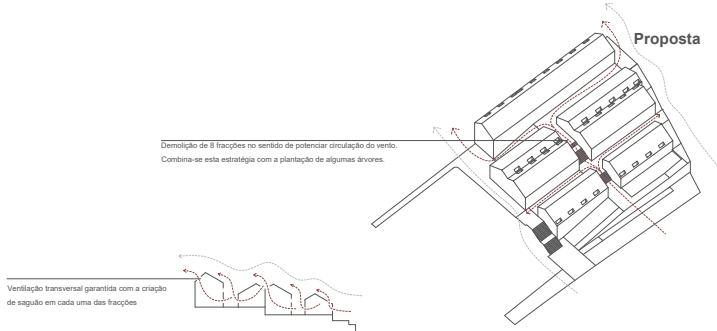 Proposta
Demolição de 8 fracções no sentido de potenciar circulação do vento.
Combina-se esta estratégia com a plantação de algumas árvores.
Ventilação transversal garantida com a criação
de saguão em cada uma das fracções